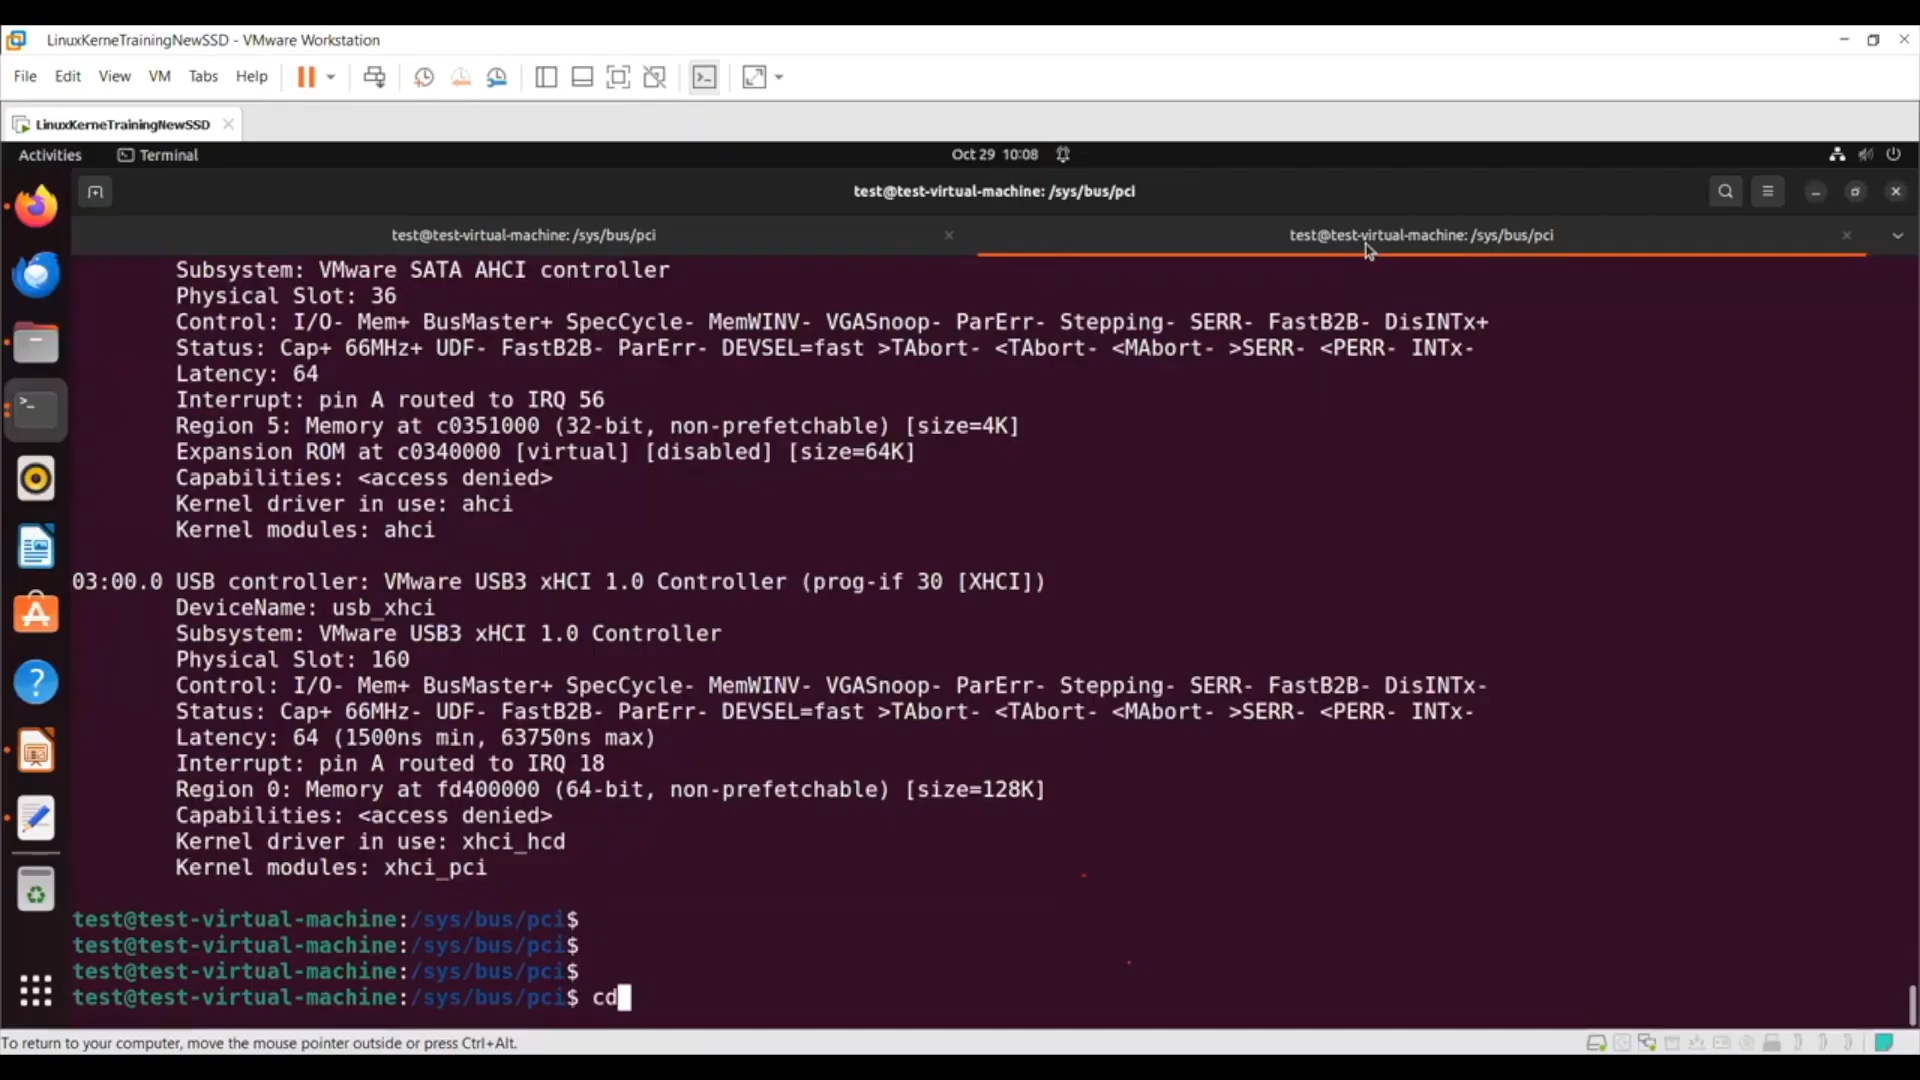 LinuxKerneTrainingNewSSD - VMware Workstation
File Edit View VM Tabs Help
LinuxKerneTrainingNewSSD
Activities Terminal Oct 29 10:08
test@test-virtual-machine: /sys/bus/pci
test@test-virtual-machine: /sys/bus/pci test@test-virtual-machine: /sys/bus/pci
Subsystem: VMware SATA AHCI controller
Physical Slot: 36
Control: I/O- Mem+ BusMaster+ SpecCycle- MemWINV- VGASnoop- ParErr- Stepping- SERR- FastB2B- DisINTx+
Status: Cap+ 66MHz+ UDF- FastB2B- ParErr- DEVSEL=fast >TAbort- <TAbort- <MAbort- >SERR- <PERR- INTx-
Latency: 64
Interrupt: pin A routed to IRQ 56
Region 5: Memory at c0351000 (32-bit, non-prefetchable) [size=4K]
Expansion ROM at c0340000 [virtual] [disabled] [size=64K]
Capabilities: <access denied>
Kernel driver in use: ahci
Kernel modules: ahci
03:00.0 USB controller: VMware USB3 xHCI 1.0 Controller (prog-if 30 [XHCI])
DeviceName: usb_xhci
Subsystem: VMware USB3 xHCI 1.0 Controller
Physical Slot: 160
Control: I/O- Mem+ BusMaster+ SpecCycle- MemWINV- VGASnoop- ParErr- Stepping- SERR- FastB2B- DisINTx-
Status: Cap+ 66MHz- UDF- FastB2B- ParErr- DEVSEL=fast >TAbort- <TAbort- <MAbort- >SERR- <PERR- INTx-
Latency: 64 (1500ns min, 63750ns max)
Interrupt: pin A routed to IRQ 18
Region 0: Memory at fd400000 (64-bit, non-prefetchable) [size=128K]
Capabilities: <access denied>
Kernel driver in use: xhci_hcd
Kernel modules: xhci_pci
test@test-virtual-machine:/sys/bus/pci$
test@test-virtual-machine:/sys/bus/pci$
test@test-virtual-machine:/sys/bus/pci$
test@test-virtual-machine:/sys/bus/pci$ cd
To return to your computer, move the mouse pointer outside or press Ctrl+Alt.